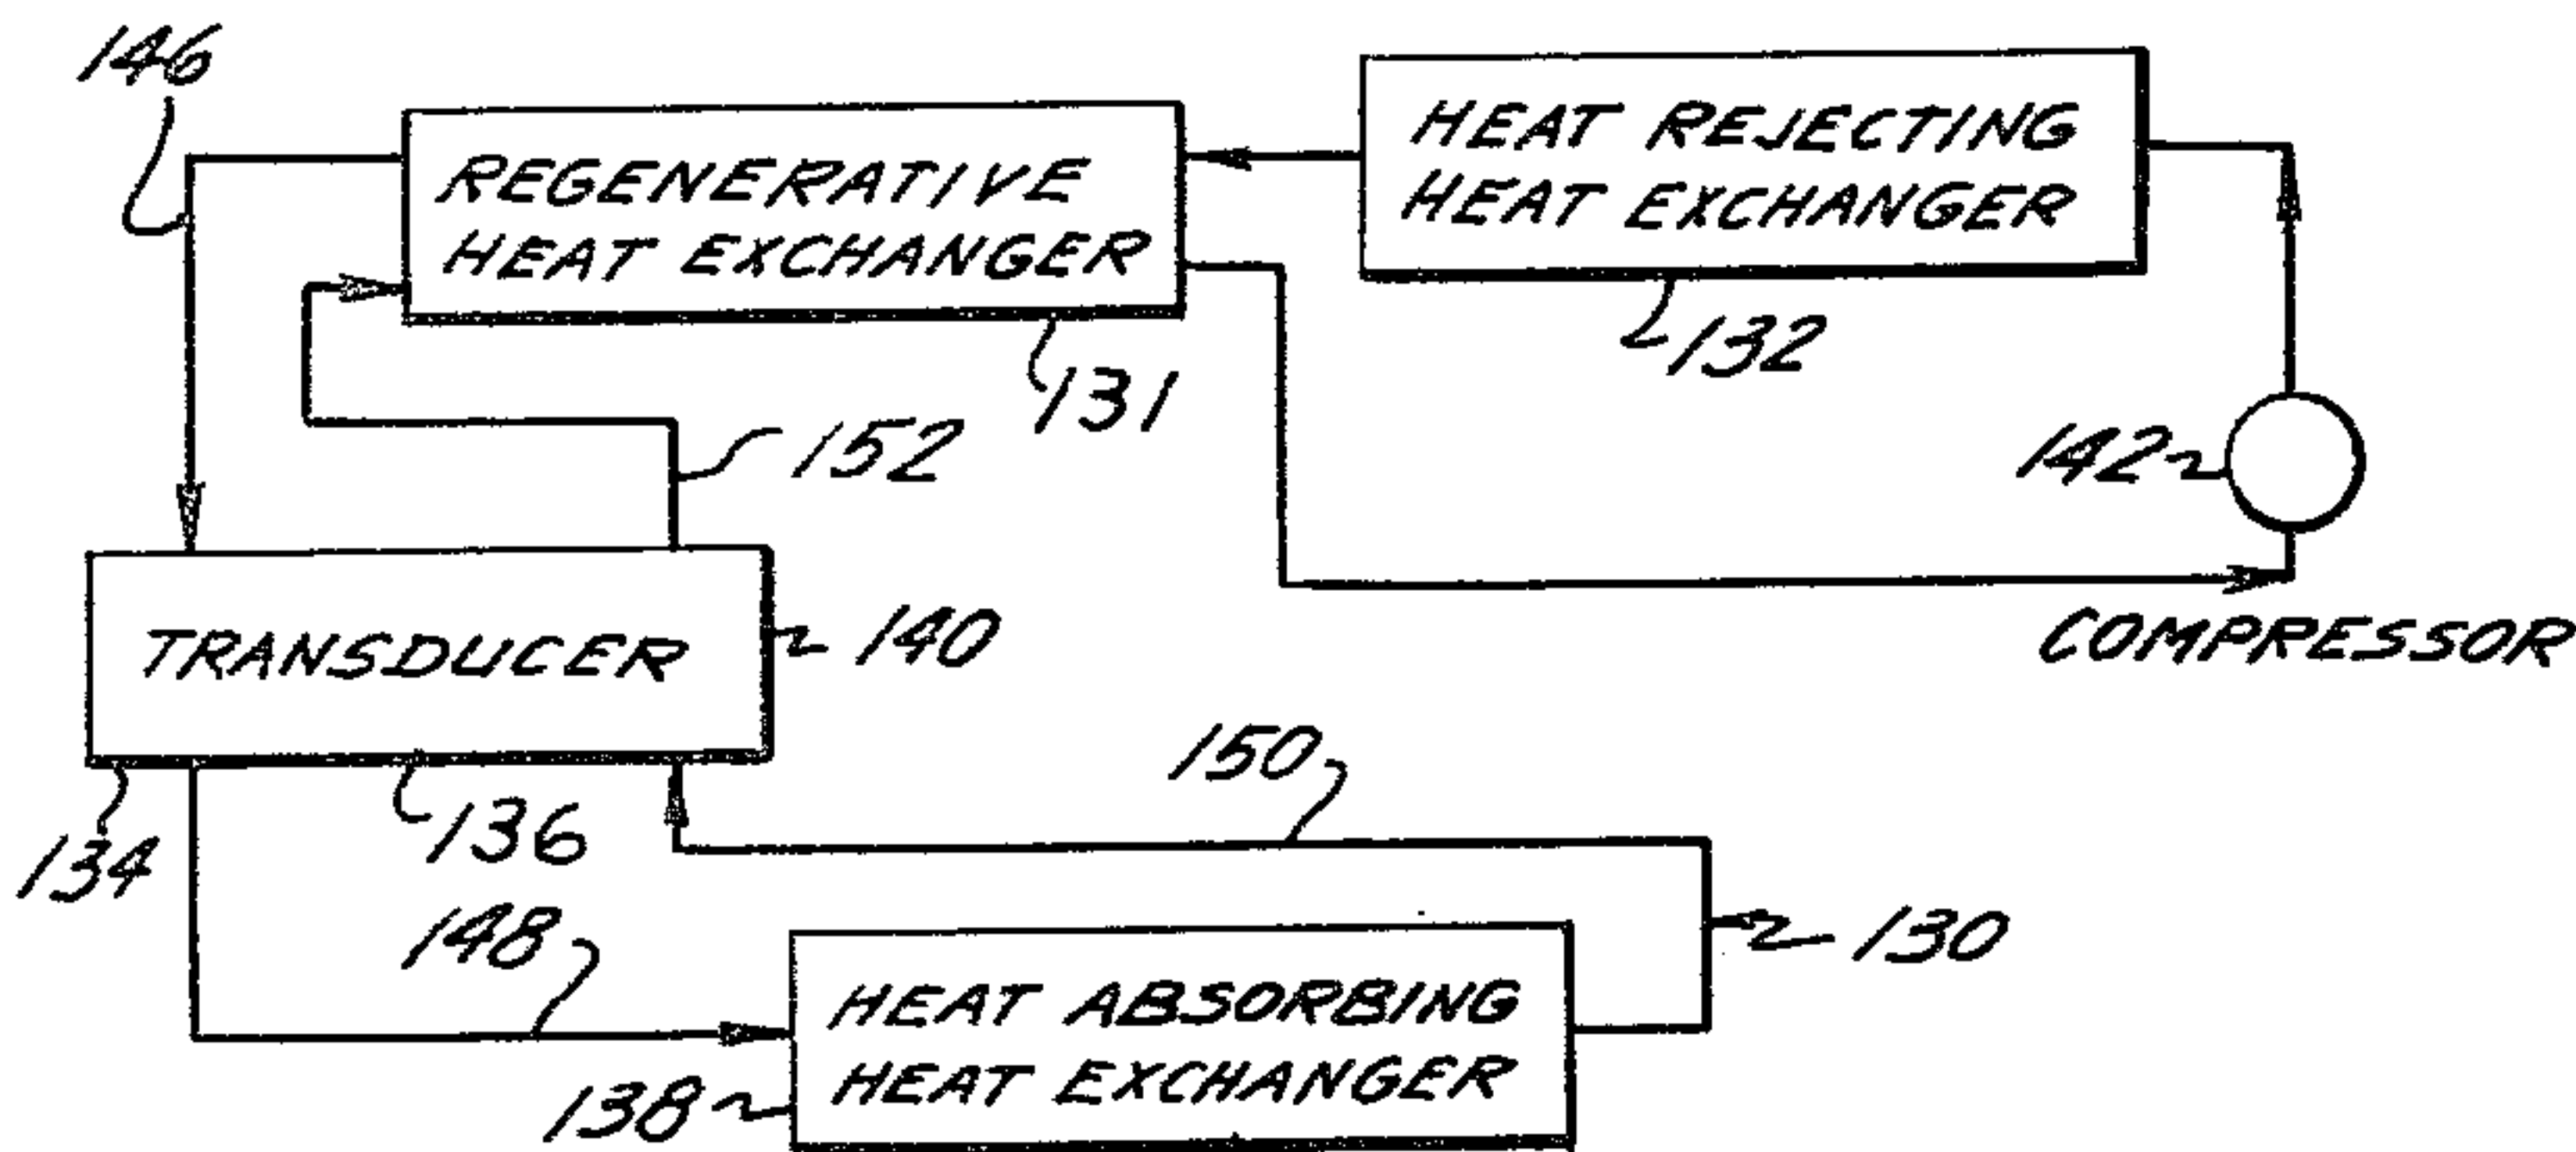 146
REGENERATIVE
HEAT EXCHANGER
HEAT REJECTING
HEAT EXCHANGER
131
132
152
142
TRANSDUCER
140
COMPRESSOR
134
136
150
148
130
HEAT ABSORBING
HEAT EXCHANGER
138